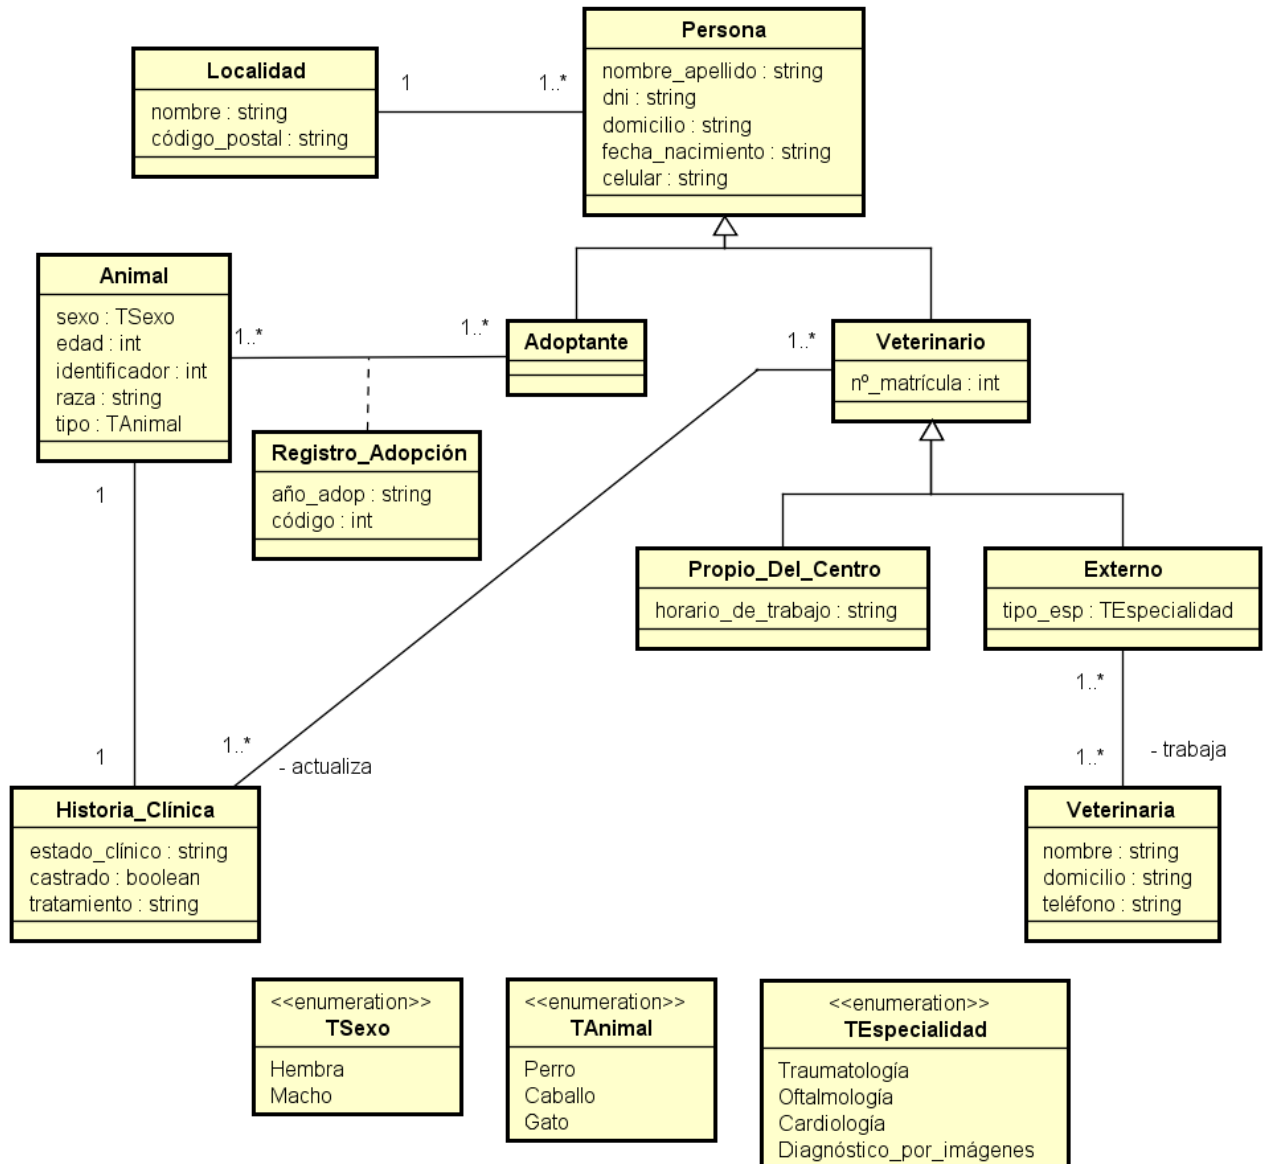 Persona
nombre_apellido : string
dni : string
domicilio : string
fecha_nacimiento : string
celular : string
Localidad
nombre : string
código_postal : string
1
1..*
Animal
sexo : TSexo
edad : int
identificador : int
raza : string
tipo : TAnimal
1..*
1..*
Adoptante
1..*
Veterinario
nº_matrícula : int
Registro_Adopción
año_adop : string
código : int
1
Propio_Del_Centro
horario_de_trabajo : string
Externo
tipo_esp : TEspecialidad
1..*
1..*
- trabaja
1
1..*
- actualiza
Historia_Clínica
estado_clínico : string
castrado : boolean
tratamiento : string
Veterinaria
nombre : string
domicilio : string
teléfono : string
<<enumeration>>
TSexo
Hembra
Macho
<<enumeration>>
TAnimal
Perro
Caballo
Gato
<<enumeration>>
TEspecialidad
Traumatología
Oftalmología
Cardiología
Diagnóstico_por_imágenes